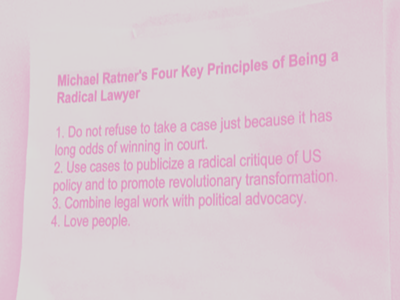 Michael Ratner's Four Key Principles of Being a
Radical Lawyer
1. Do not refuse to take a case just because it has
long odds of winning in court.
2. Use cases to publicize a radical critique of US
policy and to promote revolutionary transformation.
3. Combine legal work with political advocacy.
4. Love people.